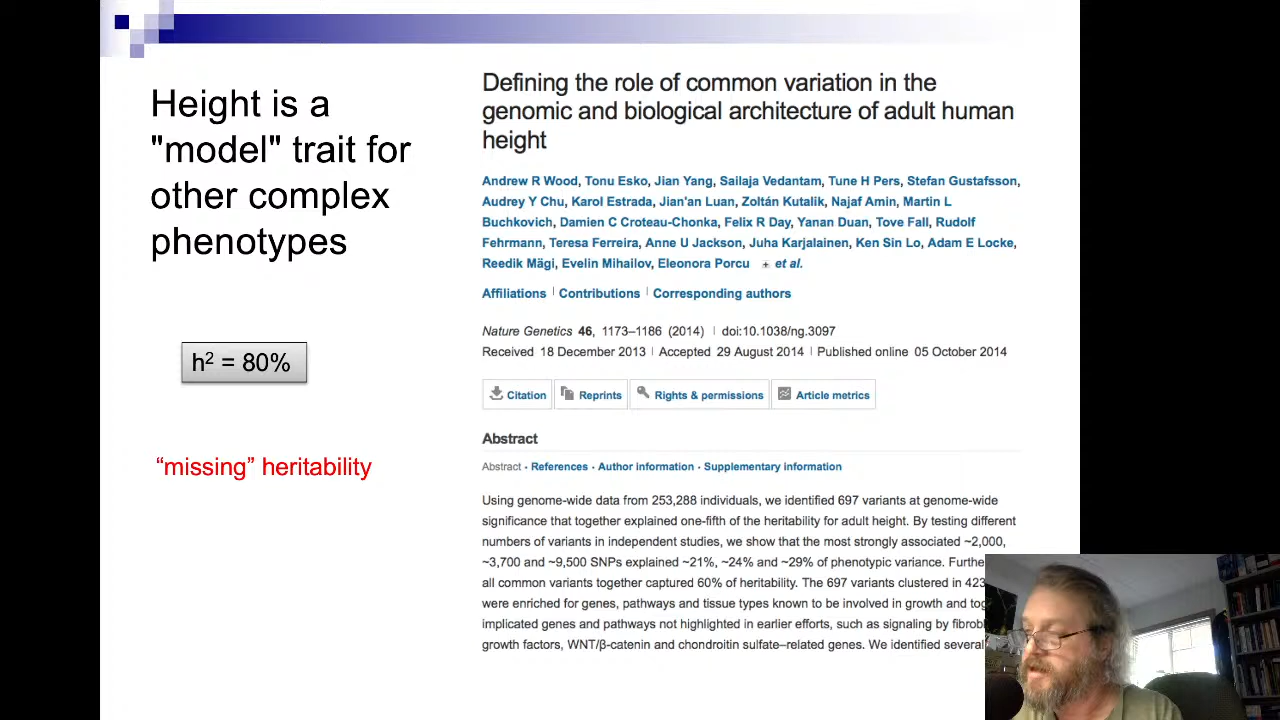 Height is a
"model" trait for
other complex
phenotypes
h² = 80%
“missing” heritability
Defining the role of common variation in the
genomic and biological architecture of adult human
height
Andrew R Wood, Tonu Esko, Jian Yang, Sailaja Vedantam, Tune H Pers, Stefan Gustafsson,
Audrey Y Chu, Karol Estrada, Jian'an Luan, Zoltán Kutalik, Najaf Amin, Martin L
Buchkovich, Damien C Croteau-Chonka, Felix R Day, Yanan Duan, Tove Fall, Rudolf
Fehrmann, Teresa Ferreira, Anne U Jackson, Juha Karjalainen, Ken Sin Lo, Adam E Locke,
Reedik Mägi, Evelin Mihailov, Eleonora Porcu + et al.
Affiliations | Contributions | Corresponding authors
Nature Genetics 46, 1173–1186 (2014) | doi:10.1038/ng.3097
Received 18 December 2013 | Accepted 29 August 2014 | Published online 05 October 2014
Citation Reprints Rights & permissions Article metrics
Abstract
Abstract • References • Author information • Supplementary information
Using genome-wide data from 253,288 individuals, we identified 697 variants at genome-wide
significance that together explained one-fifth of the heritability for adult height. By testing different
numbers of variants in independent studies, we show that the most strongly associated ~2,000,
~3,700 and ~9,500 SNPs explained ~21%, ~24% and ~29% of phenotypic variance.
all common variants together captured 60% of heritability. The 697 variants clustered in 423
were enriched for genes, pathways and tissue types known to be involved in growth and
implicated genes and pathways not highlighted in earlier efforts, such as signaling by
growth factors, WNT/β-catenin and chondroitin sulfate–related genes. We identified several